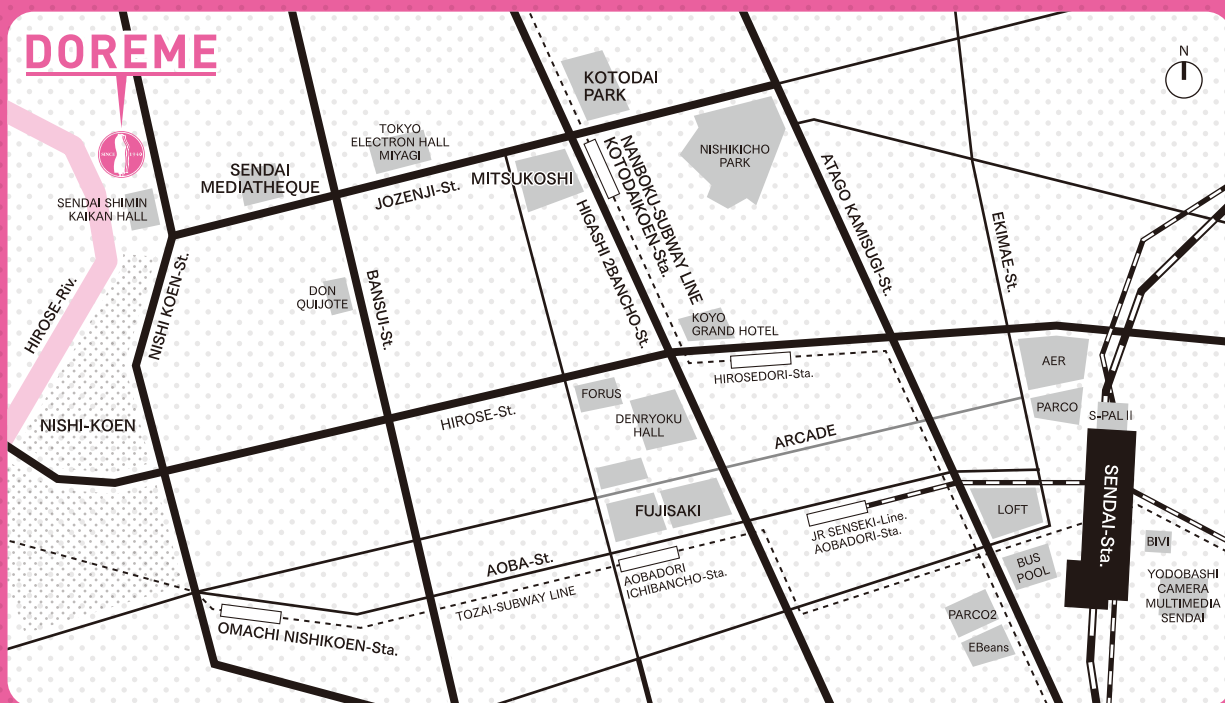 DOREME
N
KOTODAI
PARK
TOKYO
ELECTRON HALL
MIYAGI
SENDAI
MEDIATHEQUE
MITSUKOSHI
NISHIKICHO
PARK
SENDAI SHIMIN
KAIKAN HALL
JOZENJI-St.
NANBOKU-SUBWAY LINE
KOTODAIKOEN-Sta.
HIGASHI 2BANCHO-St.
ATAGO KAMISUGI-St.
EKIMAE-St.
HIROSE-Riv.
NISHI KOEN-St.
DON
QUIJOTE
BANSUI-St.
KOYO
GRAND HOTEL
HIROSEDORI-Sta.
AER
PARCO
S-PAL II
NISHI-KOEN
HIROSE-St.
FORUS
DENRYOKU
HALL
ARCADE
FUJISAKI
JR SENSEKI-Line.
AOBADORI-Sta.
LOFT
SENDAI-Sta.
BIVI
BUS
POOL
YODOBASHI
CAMERA
MULTIMEDIA
SENDAI
AOBA-St.
TOZAI-SUBWAY LINE
AOBADORI
ICHIBANCHO-Sta.
OMACHI NISHIKOEN-Sta.
PARCO2
EBeans